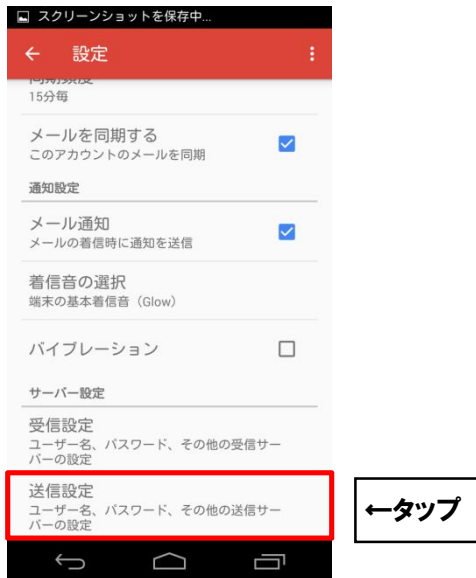 スクリーンショットを保存中...
設定
同期頻度
15分毎
メールを同期する
このアカウントのメールを同期
通知設定
メール通知
メールの着信時に通知を送信
着信音の選択
端末の基本着信音（Glow）
バイブレーション
サーバー設定
受信設定
ユーザー名、パスワード、その他の受信サー
バーの設定
送信設定
ユーザー名、パスワード、その他の送信サー
バーの設定
←タップ